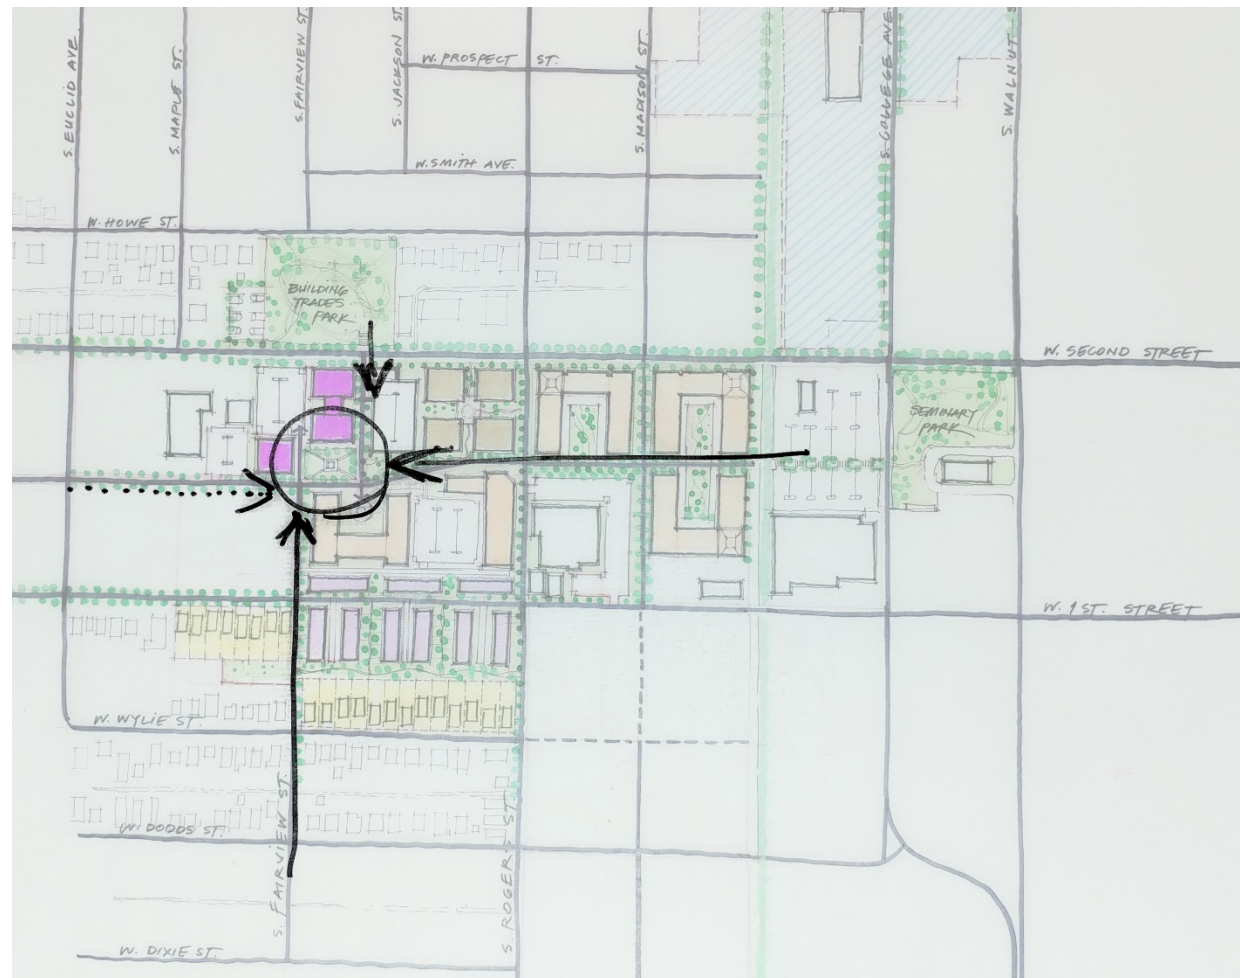 S. EUCLID AVE.
S. MAPLE ST.
S. FAIRVIEW ST.
S. JACKSON ST.
W. PROSPECT ST.
S. MADISON ST.
S. COLLEGE AVE.
S. WALNUT
W. SMITH AVE.
W. HOWE ST.
BUILDING
TRADES
PARK
W. SECOND STREET
SEMINARY
PARK
W. 1ST. STREET
W. WYLIE ST.
W. DODDS ST.
S. FAIRVIEW ST.
S. ROGERS ST.
W. DIXIE ST.